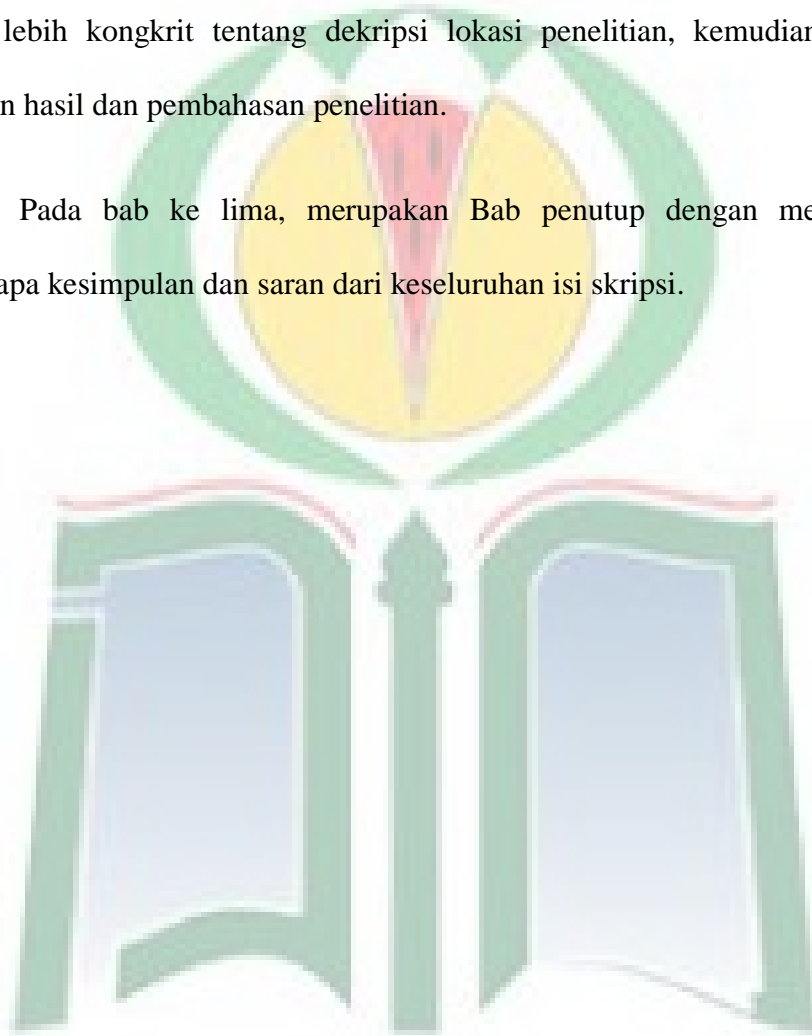 lebih kongkrit tentang dekripsi lokasi penelitian, kemudian
n hasil dan pembahasan penelitian.
Pada bab ke lima, merupakan Bab penutup dengan me
apa kesimpulan dan saran dari keseluruhan isi skripsi.